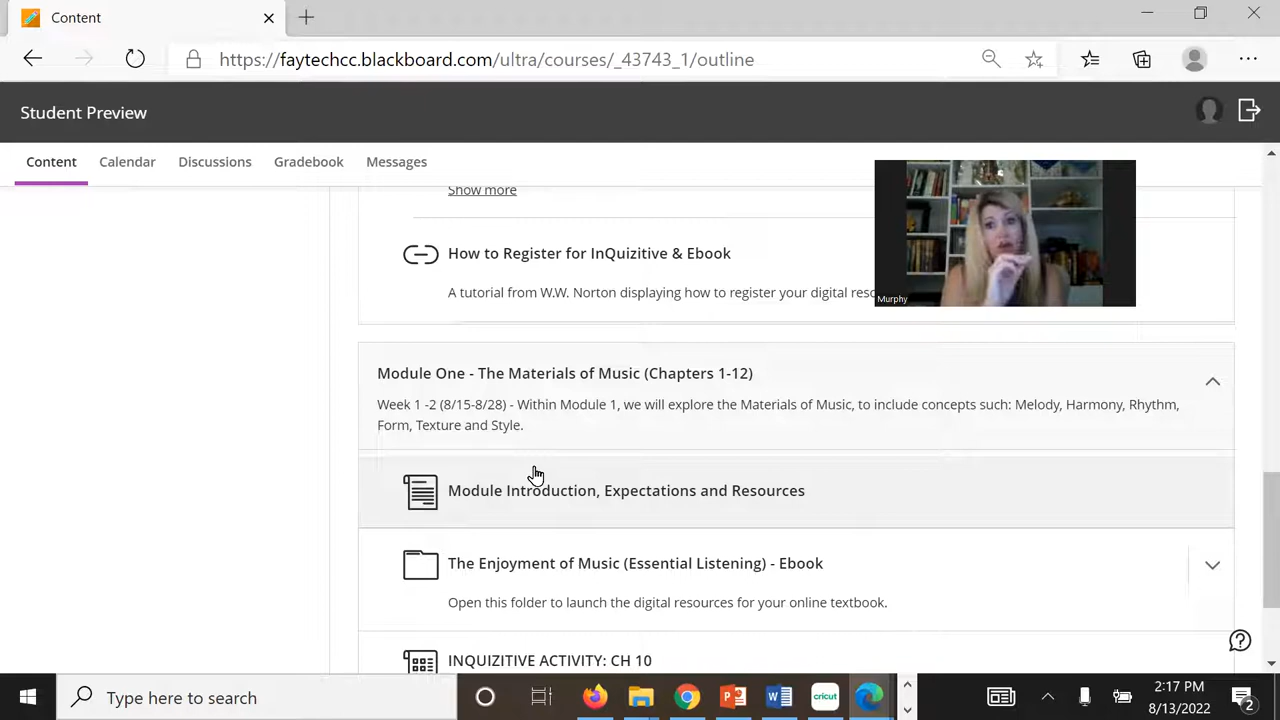 Content
https://faytechcc.blackboard.com/ultra/courses/_43743_1/outline
Student Preview
Content Calendar Discussions Gradebook Messages
Show more
How to Register for InQuizitive & Ebook
A tutorial from W.W. Norton displaying how to register your digital
Murphy
Module One - The Materials of Music (Chapters 1-12)
Week 1 -2 (8/15-8/28) - Within Module 1, we will explore the Materials of Music, to include concepts such: Melody, Harmony, Rhythm,
Form, Texture and Style.
Module Introduction, Expectations and Resources
The Enjoyment of Music (Essential Listening) - Ebook
Open this folder to launch the digital resources for your online textbook.
INQUIZITIVE ACTIVITY: CH 10
Type here to search
cricut
2:17 PM
8/13/2022
2